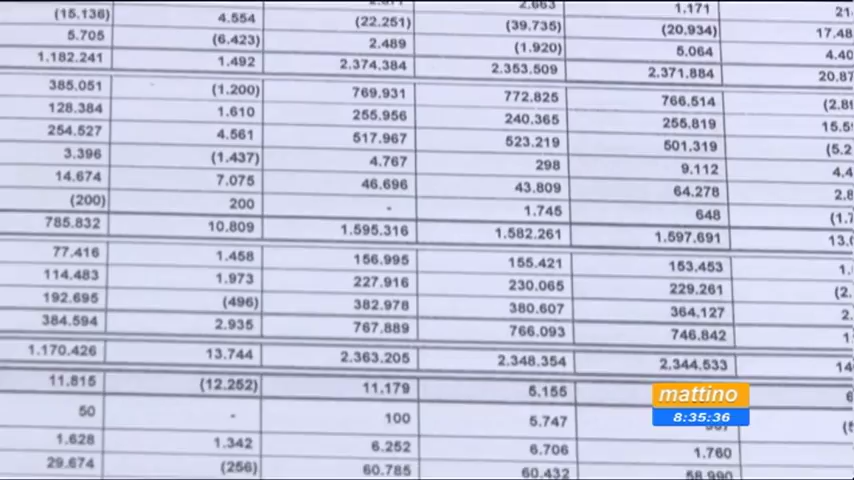 2.663 1.171
(15.136) 4.554 (22.251) (39.735) (20.934)
5.705 (6.423) 2.489 (1.920) 5.064
1.182.241 1.492 2.374.384 2.353.509 2.371.884
385.051 (1.200) 769.931 772.825 766.514
128.384 1.610 255.956 240.365 255.819
254.527 4.561 517.967 523.219 501.319
3.396 (1.437) 4.767 298 9.112
14.674 7.075 46.696 43.809 64.278
(200) 200 - 1.745 648
785.832 10.809 1.595.316 1.582.261 1.597.691
77.416 1.458 156.995 155.421 153.453
114.483 1.973 227.916 230.065 229.261
192.695 (496) 382.978 380.607 364.127
384.594 2.935 767.889 766.093 746.842
1.170.426 13.744 2.363.205 2.348.354 2.344.533
11.815 (12.252) 11.179 5.155
mattino
8:35:36
50 - 100 5.747
1.628 1.342 6.252 6.706 1.760
29.674 (256) 60.785 60.432 58.990